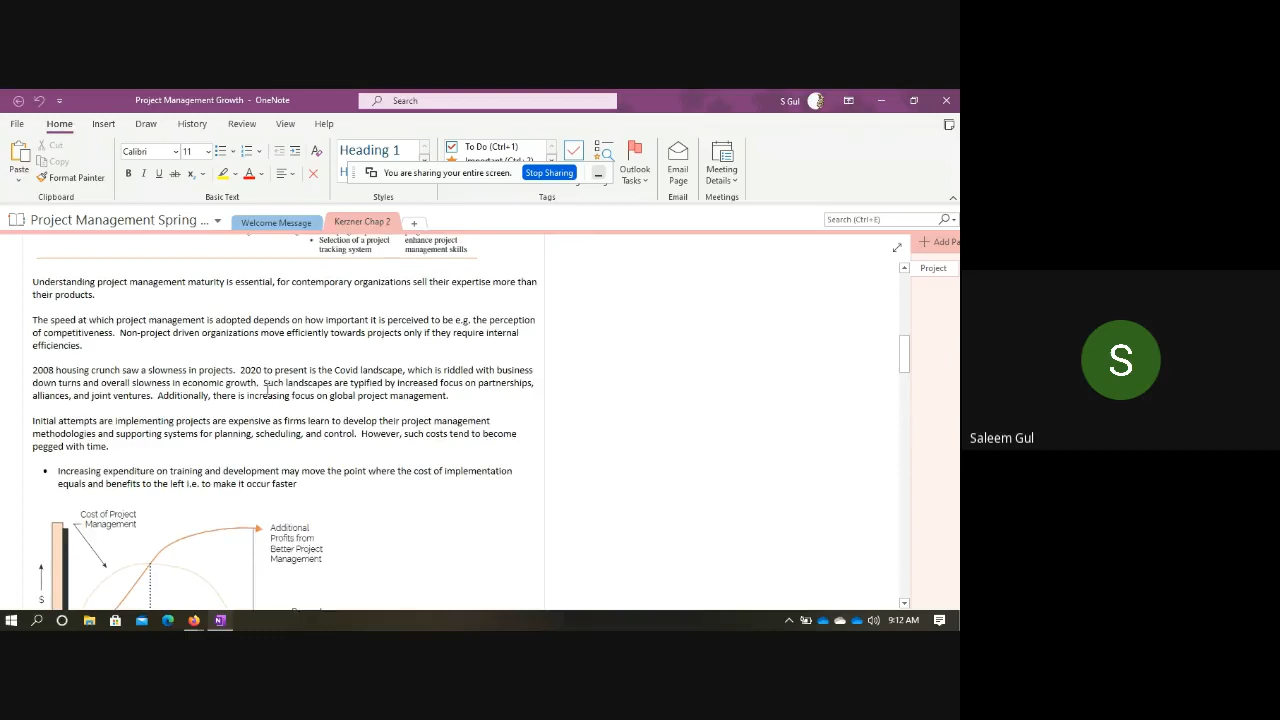 Project Management Growth - OneNote
Search
S Gul
File Home Insert Draw History Review View Help
Paste
Cut
Copy
Format Painter
Clipboard
Calibri 11
B I U ab x
Basic Text
Heading 1
H
Styles
To Do (Ctrl+1)
Important (Ctrl+2)
Tags
You are sharing your entire screen. Stop Sharing
Outlook
Tasks
Email
Page
Email
Meeting
Details
Meetings
Project Management Spring ...
Welcome Message
Kerzner Chap 2
Search (Ctrl+E)
Add Pa
Project
• Selection of a project
tracking system
enhance project
management skills
Understanding project management maturity is essential, for contemporary organizations sell their expertise more than
their products.
The speed at which project management is adopted depends on how important it is perceived to be e.g. the perception
of competitiveness. Non-project driven organizations move efficiently towards projects only if they require internal
efficiencies.
2008 housing crunch saw a slowness in projects. 2020 to present is the Covid landscape, which is riddled with business
down turns and overall slowness in economic growth. Such landscapes are typified by increased focus on partnerships,
alliances, and joint ventures. Additionally, there is increasing focus on global project management.
Initial attempts are implementing projects are expensive as firms learn to develop their project management
methodologies and supporting systems for planning, scheduling, and control. However, such costs tend to become
pegged with time.
• Increasing expenditure on training and development may move the point where the cost of implementation
equals and benefits to the left i.e. to make it occur faster
Cost of Project
Management
Additional
Profits from
Better Project
Management
$
9:12 AM
S
Saleem Gul